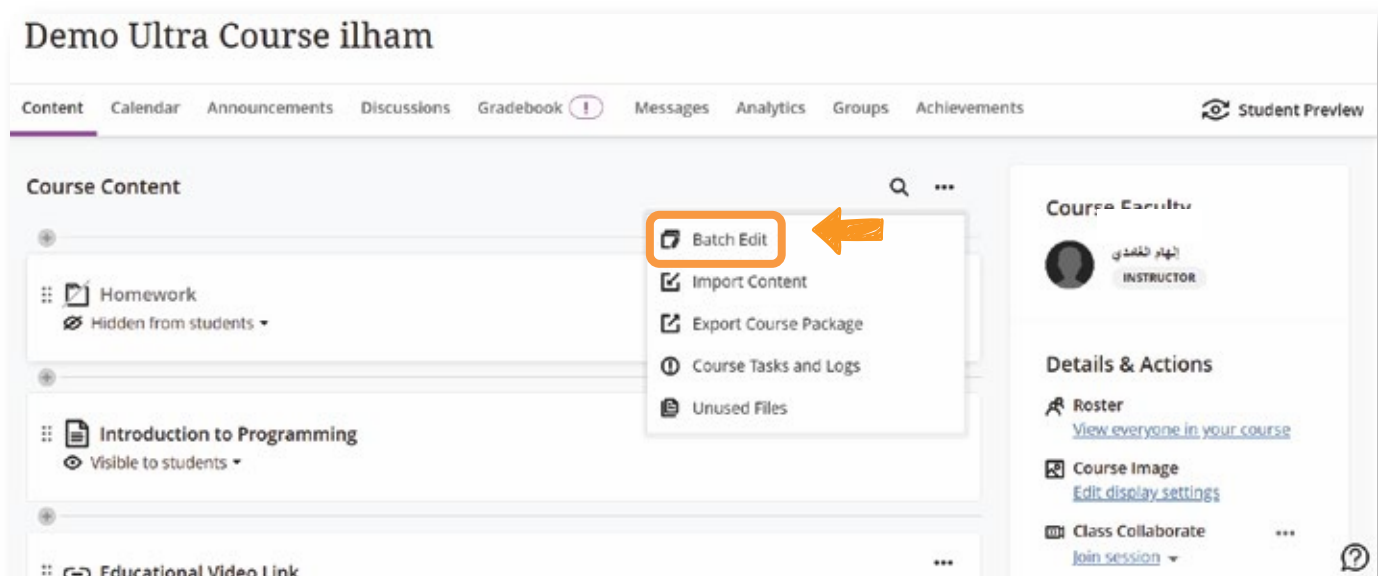 Demo Ultra Course ilham
Content Calendar Announcements Discussions Gradebook ! Messages Analytics Groups Achievements Student Preview
Course Content
Batch Edit
Import Content
Export Course Package
Course Tasks and Logs
Unused Files
Homework
Hidden from students
Introduction to Programming
Visible to students
Educational Video Link
Course Faculty
إلهام الغامدي
INSTRUCTOR
Details & Actions
Roster
View everyone in your course
Course Image
Edit display settings
Class Collaborate
Join session